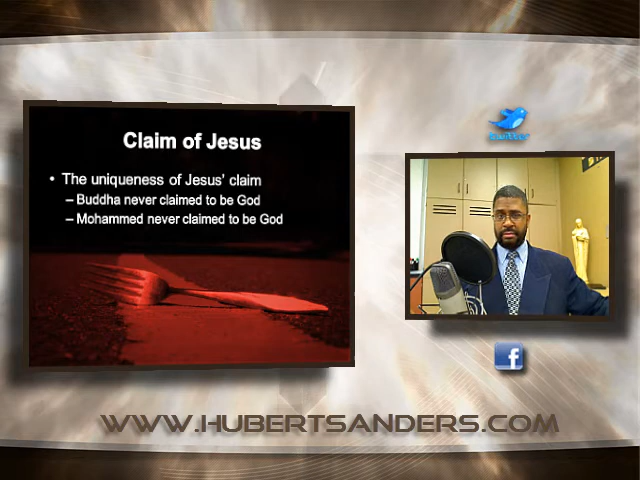 Claim of Jesus
• The uniqueness of Jesus' claim
– Buddha never claimed to be God
– Mohammed never claimed to be God
twitter
f
WWW.HUBERTSANDERS.COM